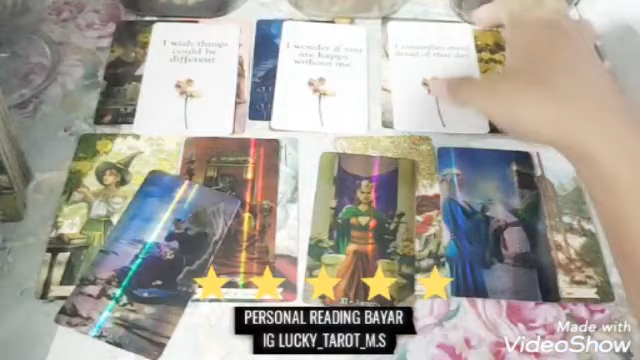 I wish things
could be
different
I wonder if you
are happy
without me
I remember every
detail of that day
PERSONAL READING BAYAR
IG LUCKY_TAROT_M.S
Made with
VideoShow